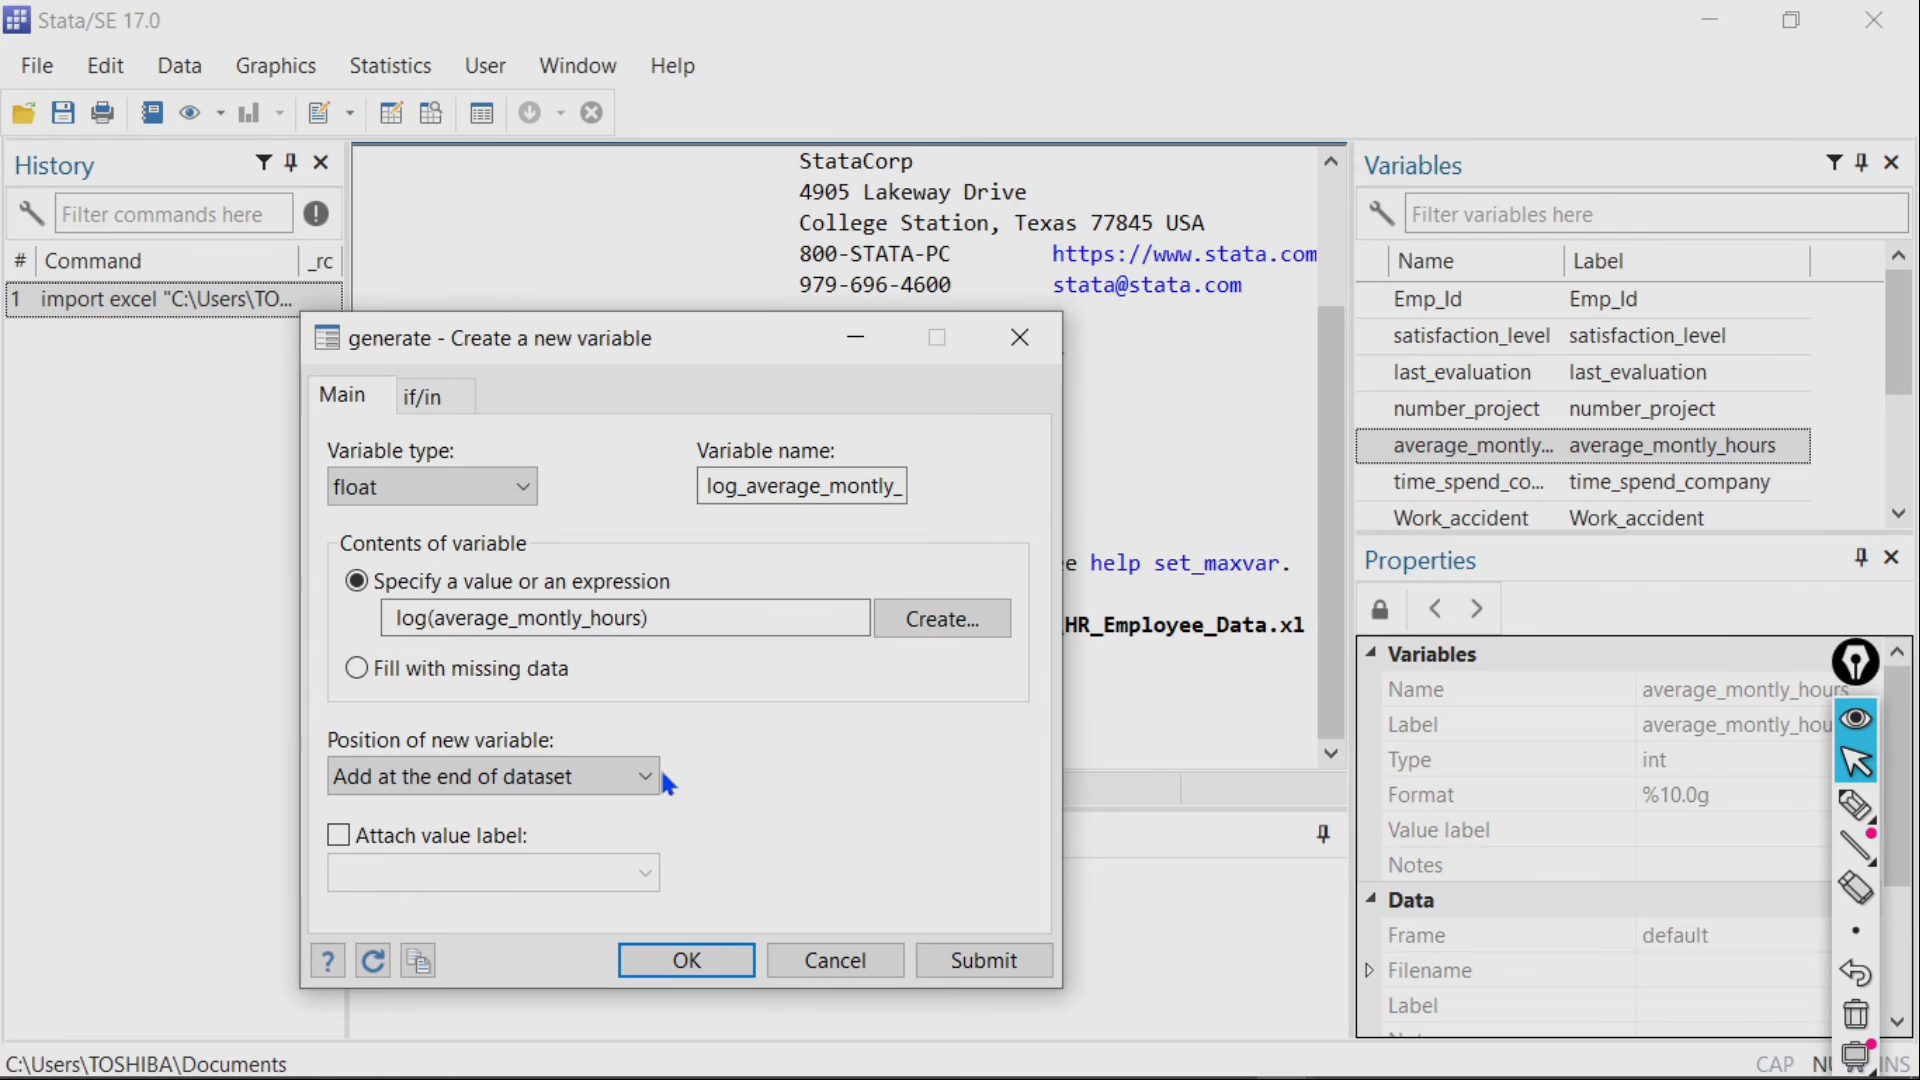 Stata/SE 17.0
File Edit Data Graphics Statistics User Window Help
History
Filter commands here
# Command _rc
1 import excel "C:\Users\TO...
StataCorp
4905 Lakeway Drive
College Station, Texas 77845 USA
800-STATA-PC https://www.stata.com
979-696-4600 stata@stata.com
help set_maxvar.
HR_Employee_Data.xl
generate - Create a new variable
Main if/in
Variable type: Variable name:
float log_average_montly_
Contents of variable
Specify a value or an expression
log(average_montly_hours) Create...
Fill with missing data
Position of new variable:
Add at the end of dataset
Attach value label:
? OK Cancel Submit
Variables
Filter variables here
Name Label
Emp_Id Emp_Id
satisfaction_level satisfaction_level
last_evaluation last_evaluation
number_project number_project
average_montly... average_montly_hours
time_spend_co... time_spend_company
Work_accident Work_accident
Properties
Variables
Name average_montly_hours
Label average_montly_hou
Type int
Format %10.0g
Value label
Notes
Data
Frame default
Filename
Label
C:\Users\TOSHIBA\Documents
CAP